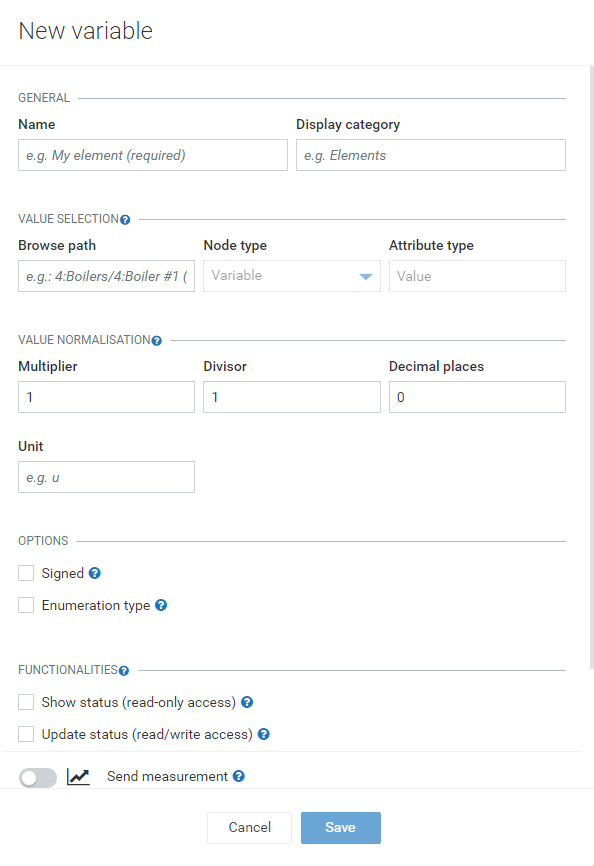 New variable
GENERAL
Name Display category
e.g. My element (required) e.g. Elements
VALUE SELECTION
Browse path Node type Attribute type
e.g.: 4:Boilers/4:Boiler #1 ( Variable Value
VALUE NORMALISATION
Multiplier Divisor Decimal places
1 1 0
Unit
e.g. u
OPTIONS
Signed
Enumeration type
FUNCTIONALITIES
Show status (read-only access)
Update status (read/write access)
Send measurement
Cancel Save